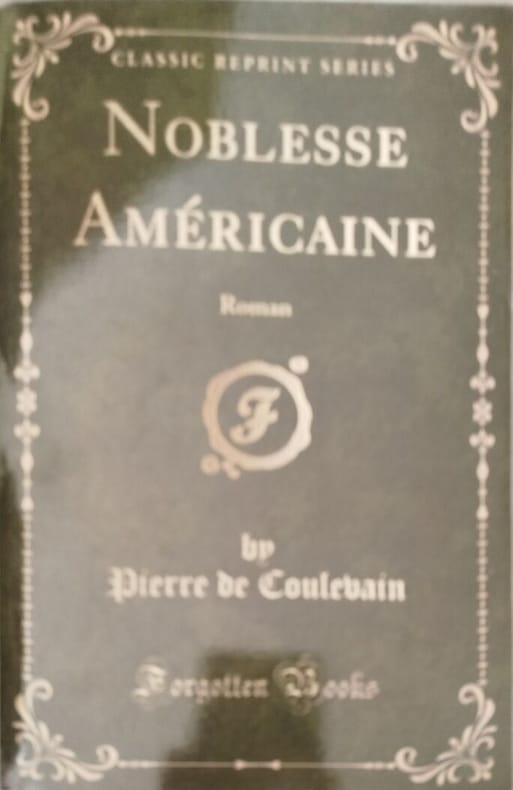 CLASSIC REPRINT SERIES
NOBLESSE
AMÉRICAINE
Roman
F
by
Pierre de Coulevain
Forgotten Books